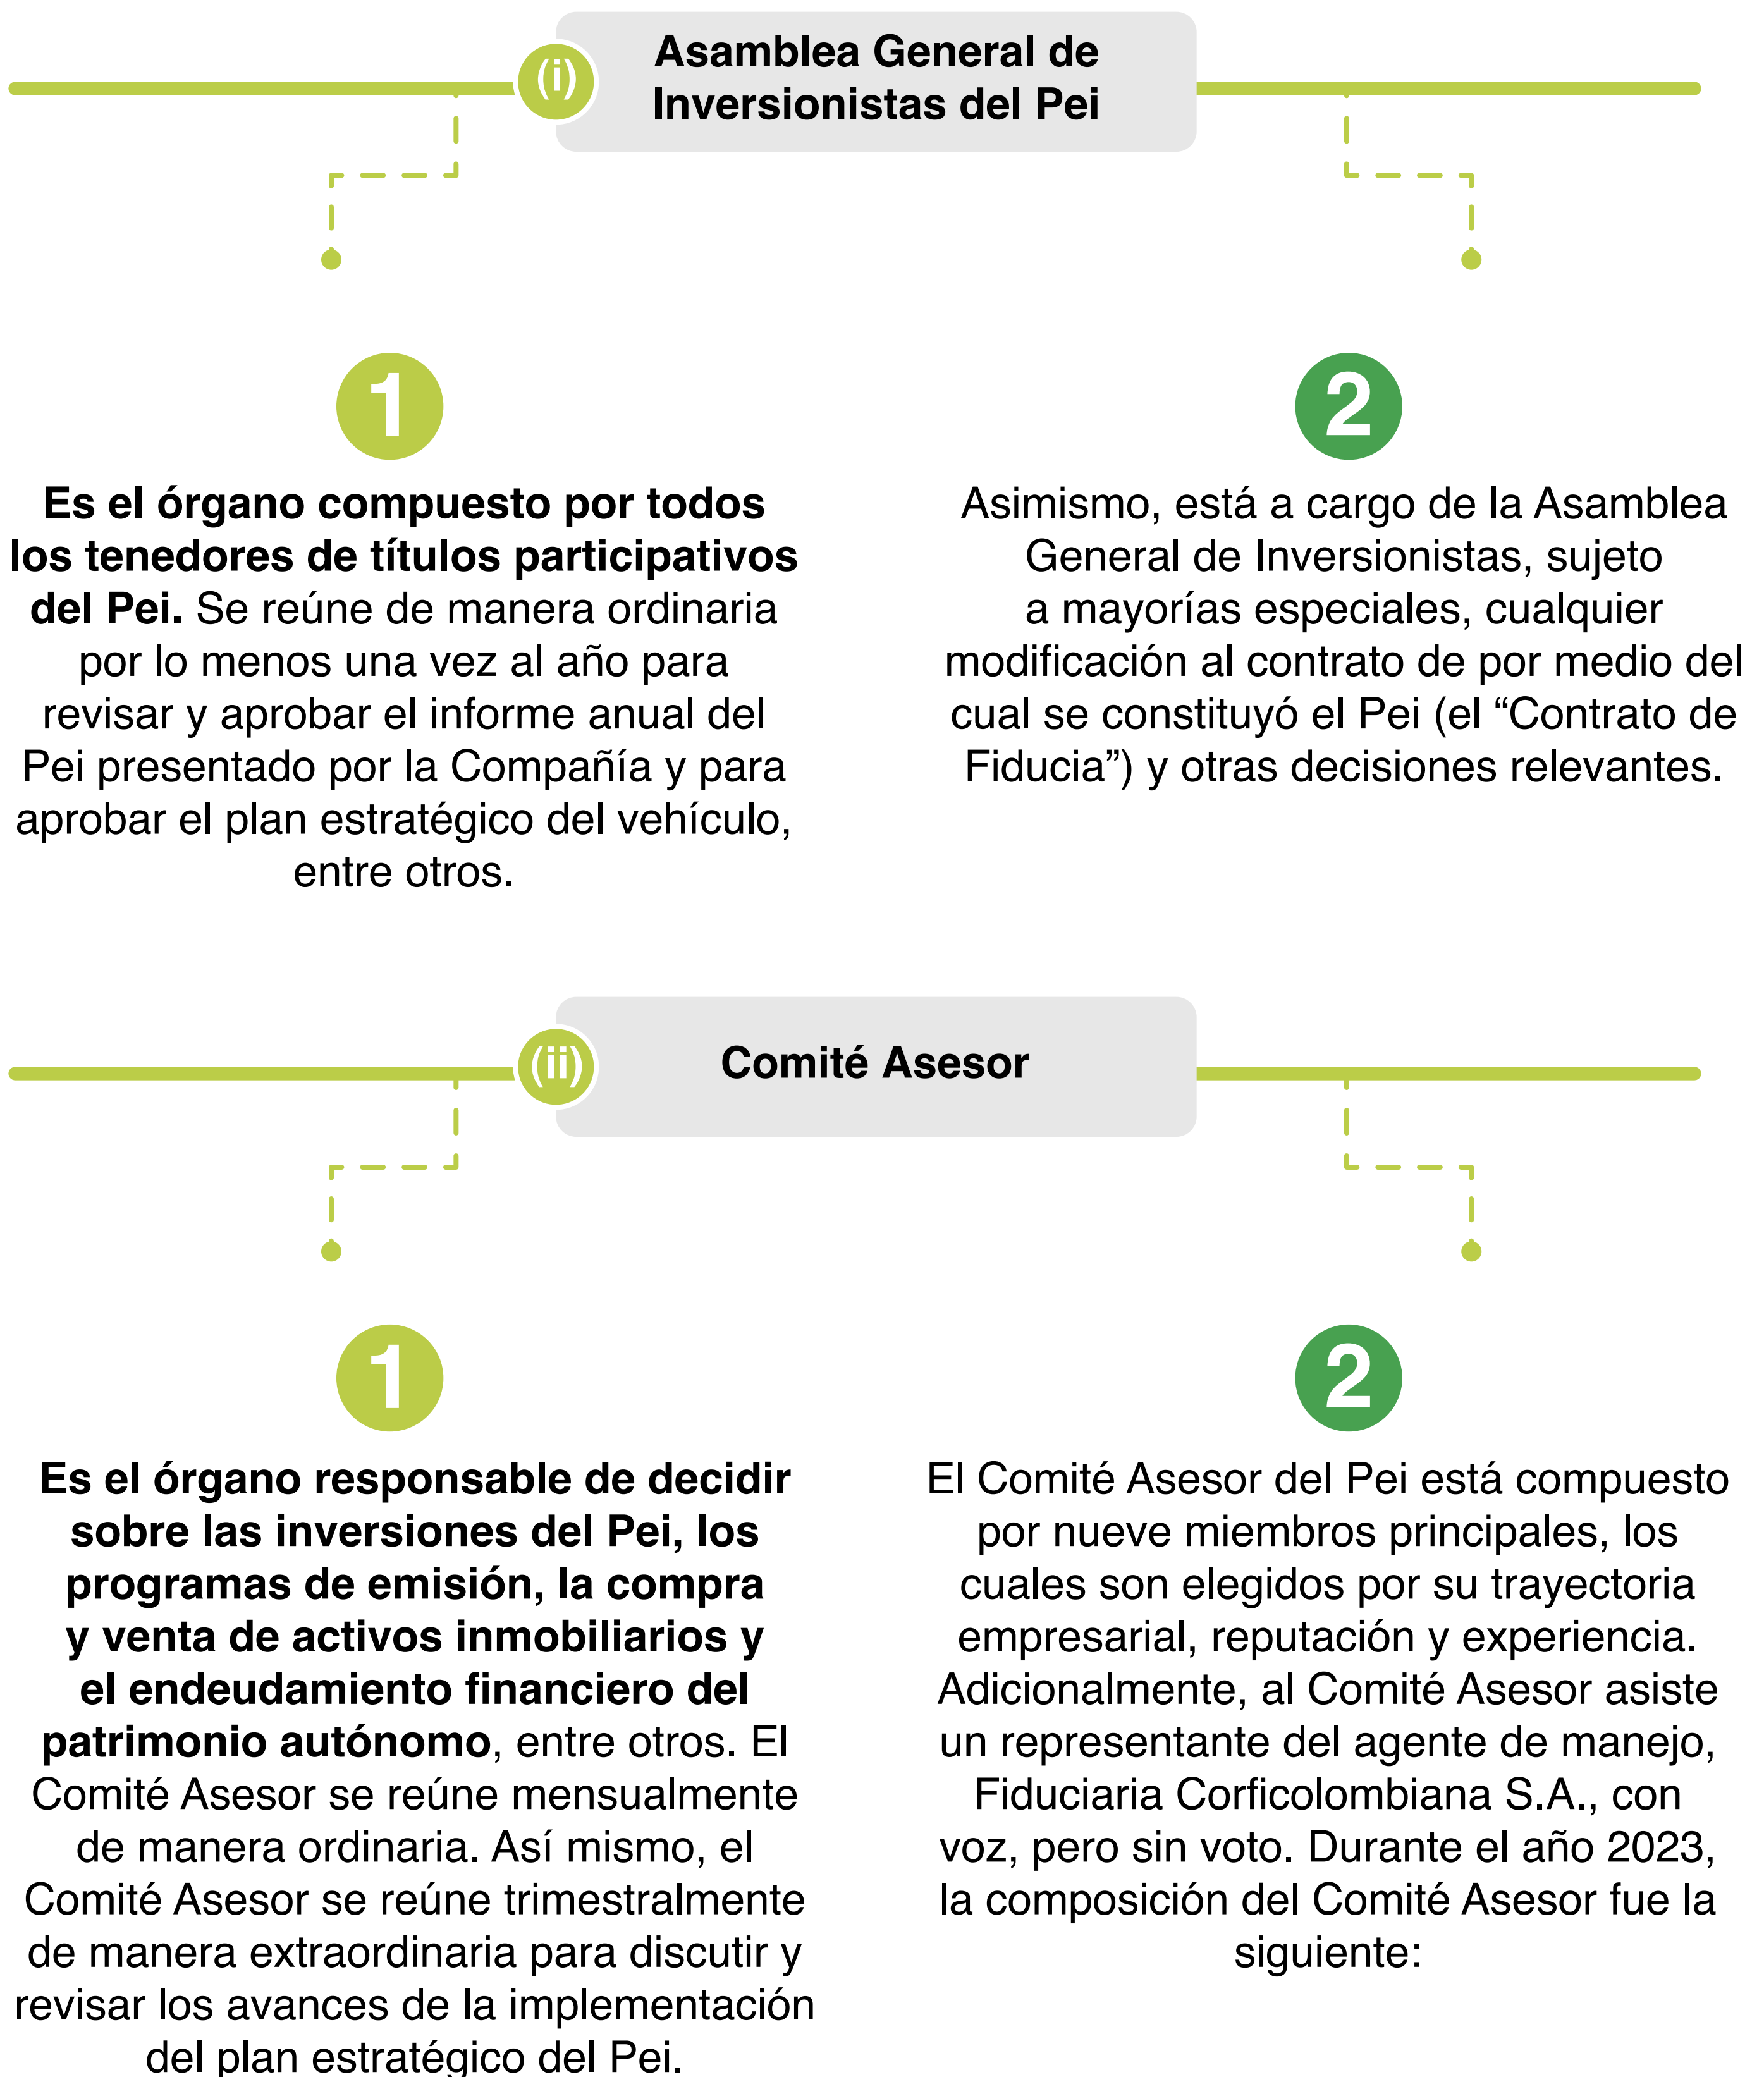 (i)
Asamblea General de
Inversionistas del Pei
1
Es el órgano compuesto por todos
los tenedores de títulos participativos
del Pei. Se reúne de manera ordinaria
por lo menos una vez al año para
revisar y aprobar el informe anual del
Pei presentado por la Compañía y para
aprobar el plan estratégico del vehículo,
entre otros.
2
Asimismo, está a cargo de la Asamblea
General de Inversionistas, sujeto
a mayorías especiales, cualquier
modificación al contrato de por medio del
cual se constituyó el Pei (el “Contrato de
Fiducia”) y otras decisiones relevantes.
(ii)
Comité Asesor
1
Es el órgano responsable de decidir
sobre las inversiones del Pei, los
programas de emisión, la compra
y venta de activos inmobiliarios y
el endeudamiento financiero del
patrimonio autónomo, entre otros. El
Comité Asesor se reúne mensualmente
de manera ordinaria. Así mismo, el
Comité Asesor se reúne trimestralmente
de manera extraordinaria para discutir y
revisar los avances de la implementación
del plan estratégico del Pei.
2
El Comité Asesor del Pei está compuesto
por nueve miembros principales, los
cuales son elegidos por su trayectoria
empresarial, reputación y experiencia.
Adicionalmente, al Comité Asesor asiste
un representante del agente de manejo,
Fiduciaria Corficolombiana S.A., con
voz, pero sin voto. Durante el año 2023,
la composición del Comité Asesor fue la
siguiente: